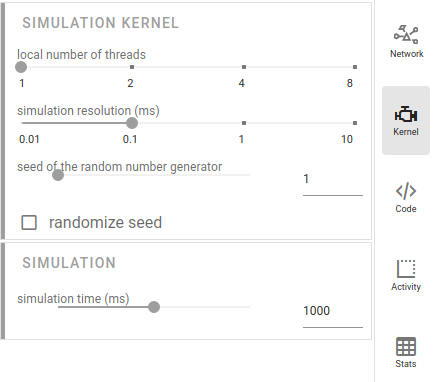 SIMULATION KERNEL
local number of threads
1 2 4 8
simulation resolution (ms)
0.01 0.1 1 10
seed of the random number generator
1
randomize seed
SIMULATION
simulation time (ms)
1000
Network
Kernel
Code
Activity
Stats